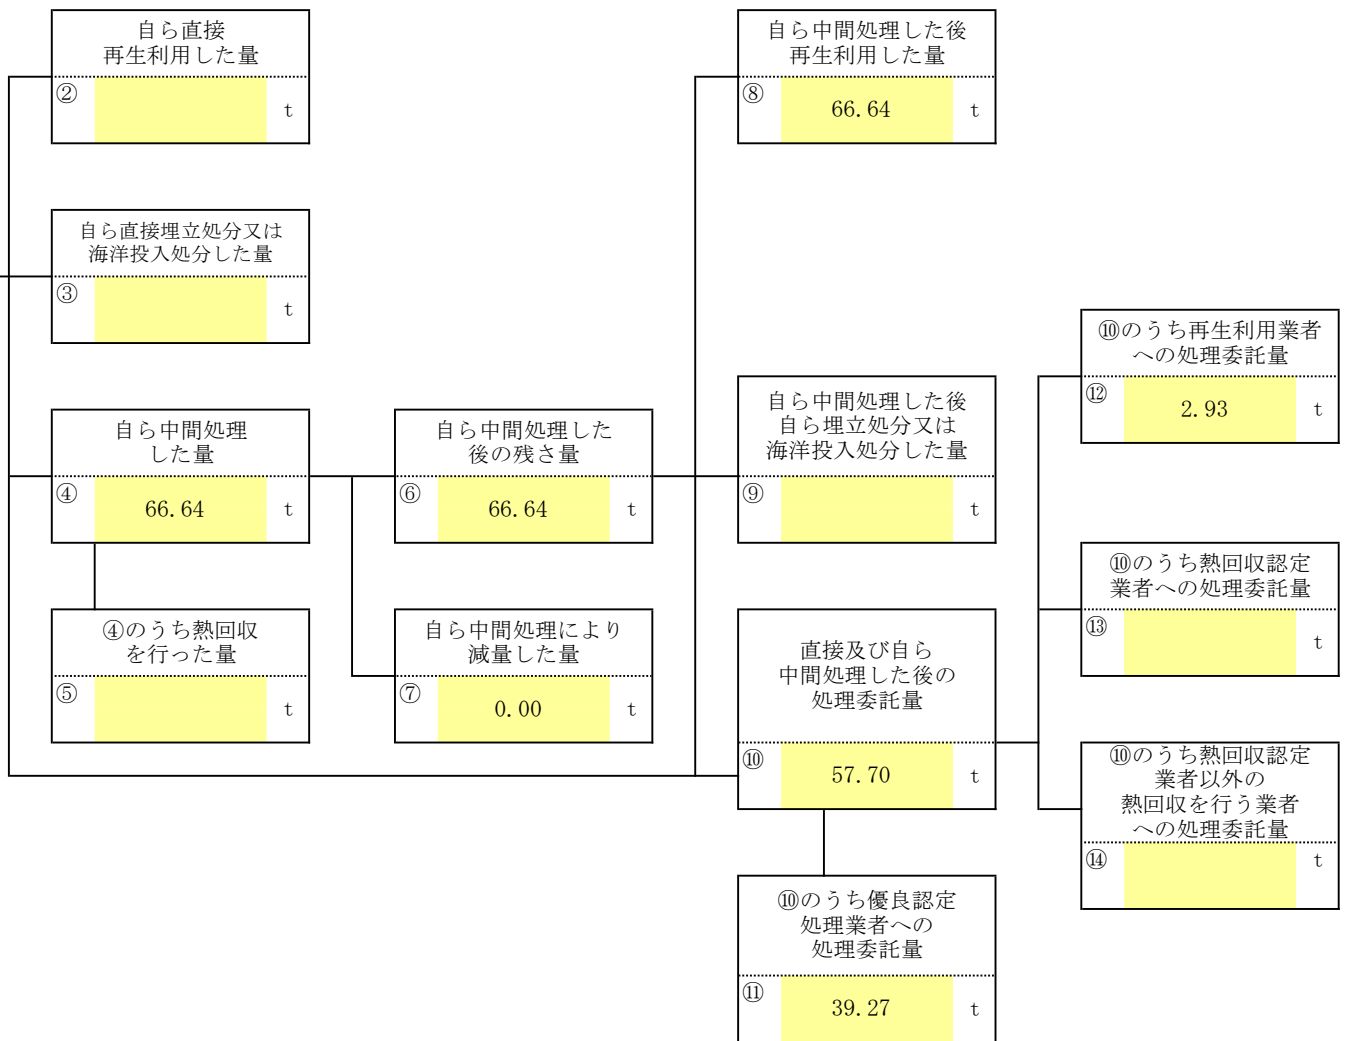 自ら直接
再生利用した量
②
t
自ら中間処理した後
再生利用した量
⑧
66.64
t
自ら直接埋立処分又は
海洋投入処分した量
③
t
⑩のうち再生利用業者
への処理委託量
⑫
2.93
t
自ら中間処理
した量
④
66.64
t
自ら中間処理した
後の残さ量
⑥
66.64
t
自ら中間処理した後
自ら埋立処分又は
海洋投入処分した量
⑨
t
⑩のうち熱回収認定
業者への処理委託量
⑬
t
④のうち熱回収
を行った量
⑤
t
自ら中間処理により
減量した量
⑦
0.00
t
直接及び自ら
中間処理した後の
処理委託量
⑩
57.70
t
⑩のうち熱回収認定
業者以外の
熱回収を行う業者
への処理委託量
⑭
t
⑩のうち優良認定
処理業者への
処理委託量
⑪
39.27
t